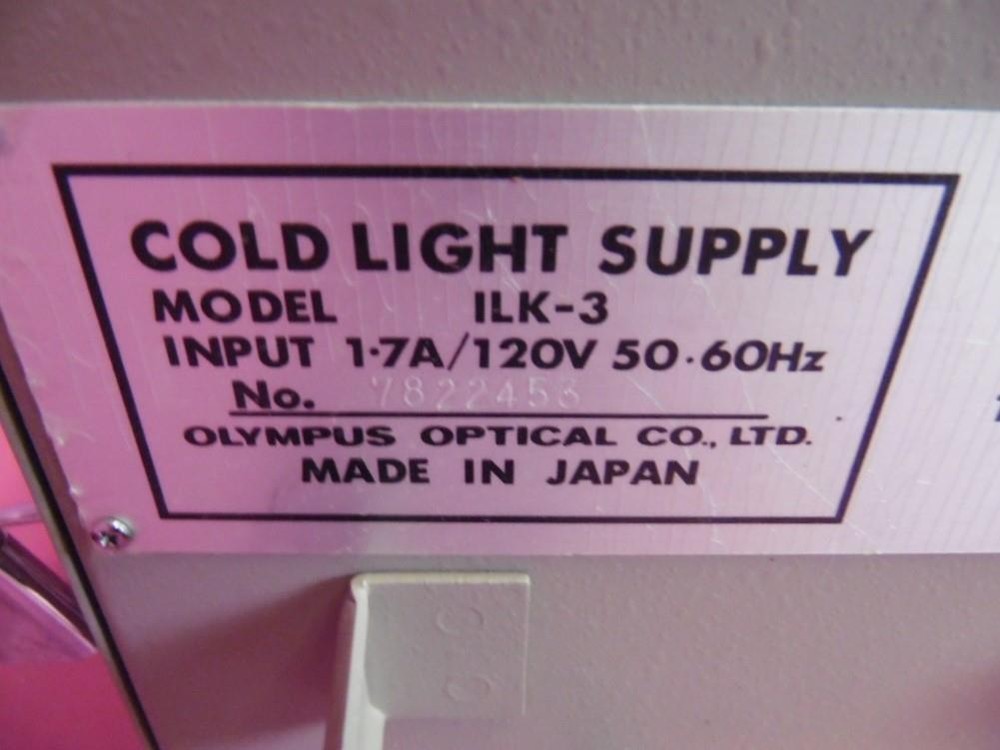 COLD LIGHT SUPPLY
MODEL ILK-3
INPUT 1·7A/120V 50·60Hz
No. 7822453
OLYMPUS OPTICAL CO., LTD.
MADE IN JAPAN